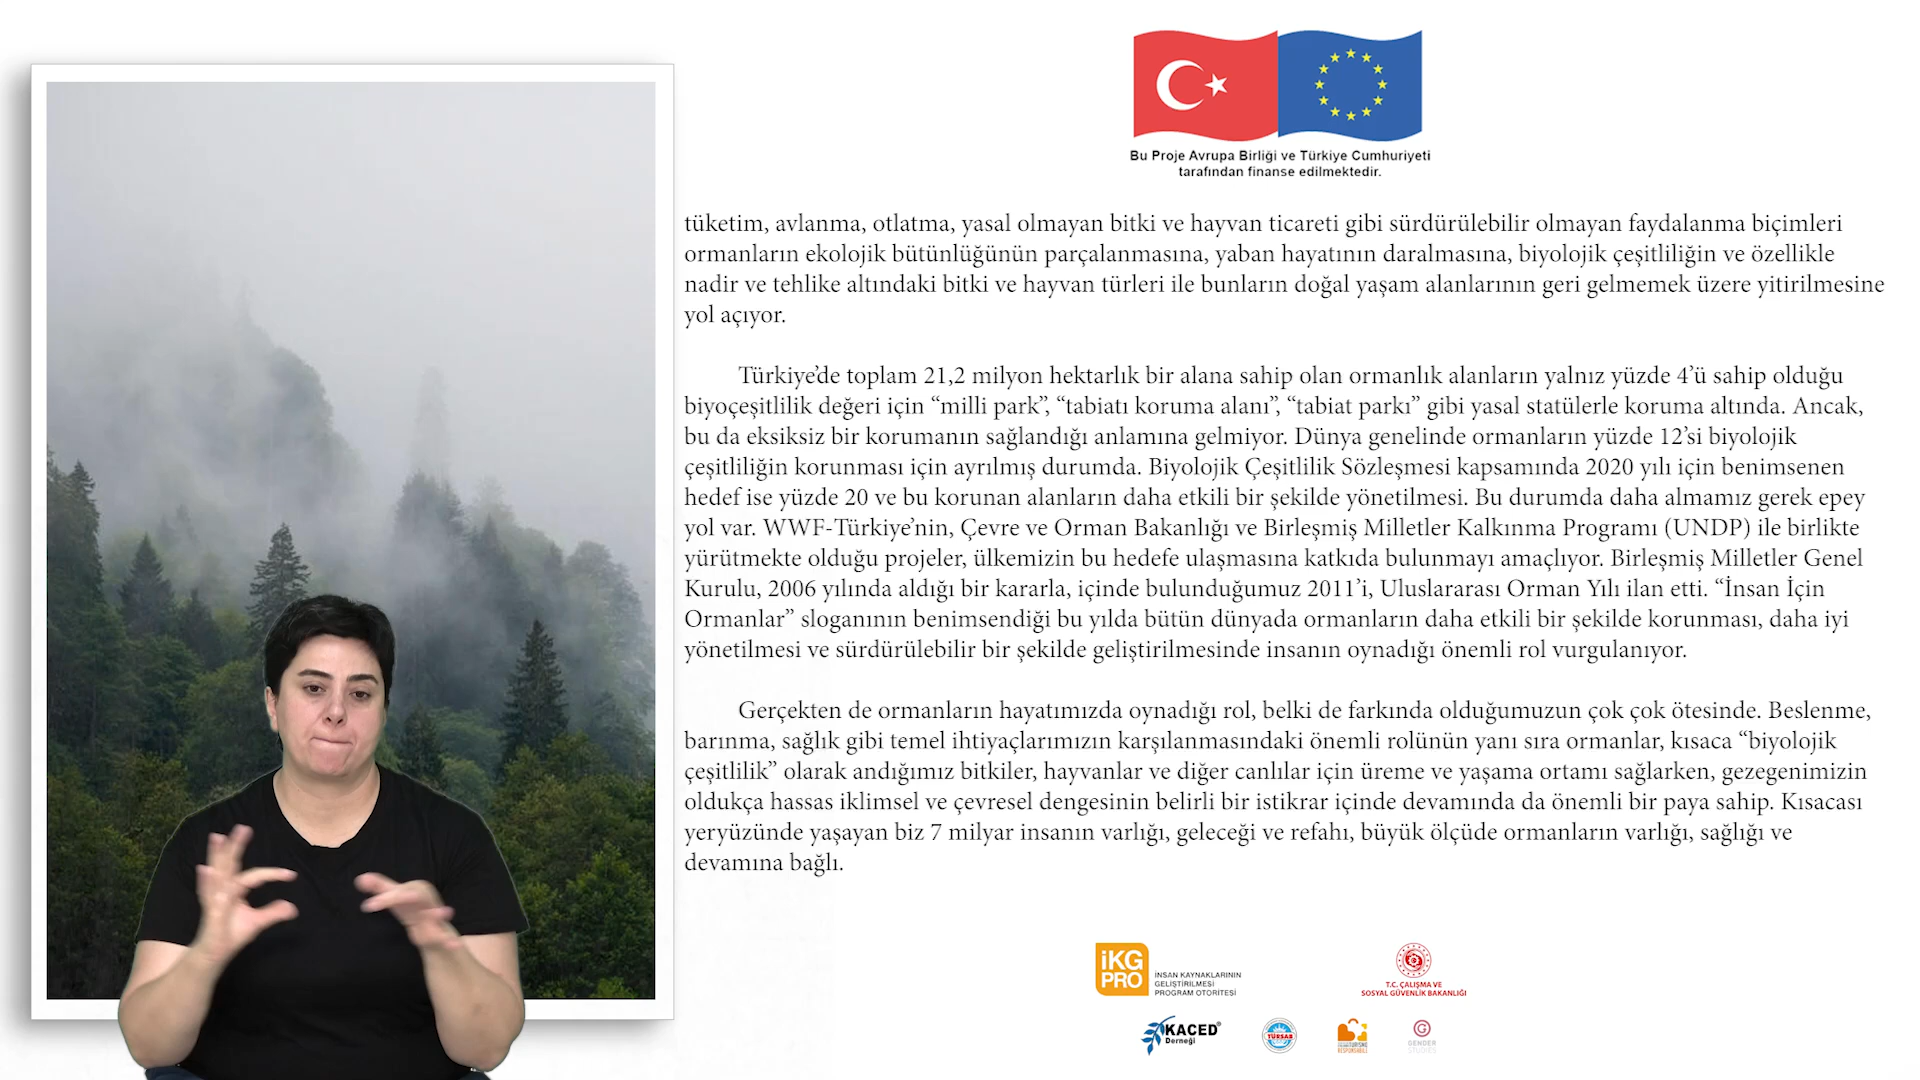 Bu Proje Avrupa Birliği ve Türkiye Cumhuriyeti
tarafından finanse edilmektedir.
tüketim, avlanma, otlatma, yasal olmayan bitki ve hayvan ticareti gibi sürdürülebilir olmayan faydalanma biçimleri
ormanların ekolojik bütünlüğünün parçalanmasına, yaban hayatının daralmasına, biyolojik çeşitliliğin ve özellikle
nadir ve tehlike altındaki bitki ve hayvan türleri ile bunların doğal yaşam alanlarının geri gelmemek üzere yitirilmesine
yol açıyor.
Türkiye’de toplam 21,2 milyon hektarlık bir alana sahip olan ormanlık alanların yalnız yüzde 4’ü sahip olduğu
biyoçeşitlilik değeri için “milli park”, “tabiatı koruma alanı”, “tabiat parkı” gibi yasal statülerle koruma altında. Ancak,
bu da eksiksiz bir korumanın sağlandığı anlamına gelmiyor. Dünya genelinde ormanların yüzde 12’si biyolojik
çeşitliliğin korunması için ayrılmış durumda. Biyolojik Çeşitlilik Sözleşmesi kapsamında 2020 yılı için benimsenen
hedef ise yüzde 20 ve bu korunan alanların daha etkili bir şekilde yönetilmesi. Bu durumda daha almamız gerek epey
yol var. WWF-Türkiye’nin, Çevre ve Orman Bakanlığı ve Birleşmiş Milletler Kalkınma Programı (UNDP) ile birlikte
yürütmekte olduğu projeler, ülkemizin bu hedefe ulaşmasına katkıda bulunmayı amaçlıyor. Birleşmiş Milletler Genel
Kurulu, 2006 yılında aldığı bir kararla, içinde bulunduğumuz 2011’i, Uluslararası Orman Yılı ilan etti. “İnsan İçin
Ormanlar” sloganının benimsendiği bu yılda bütün dünyada ormanların daha etkili bir şekilde korunması, daha iyi
yönetilmesi ve sürdürülebilir bir şekilde geliştirilmesinde insanın oynadığı önemli rol vurgulanıyor.
Gerçekten de ormanların hayatımızda oynadığı rol, belki de farkında olduğumuzun çok çok ötesinde. Beslenme,
barınma, sağlık gibi temel ihtiyaçlarımızın karşılanmasındaki önemli rolünün yanı sıra ormanlar, kısaca “biyolojik
çeşitlilik” olarak andığımız bitkiler, hayvanlar ve diğer canlılar için üreme ve yaşama ortamı sağlarken, gezegenimizin
oldukça hassas iklimsel ve çevresel dengesinin belirli bir istikrar içinde devamında da önemli bir paya sahip. Kısacası
yeryüzünde yaşayan biz 7 milyar insanın varlığı, geleceği ve refahı, büyük ölçüde ormanların varlığı, sağlığı ve
devamına bağlı.
iKG
PRO
İNSAN KAYNAKLARININ
GELİŞTİRİLMESİ
PROGRAM OTORİTESİ
T.C. ÇALIŞMA VE
SOSYAL GÜVENLİK BAKANLIĞI
KACED®
Derneği
TÜRSAB
RESPONSABILE
GENDER
STUDIES